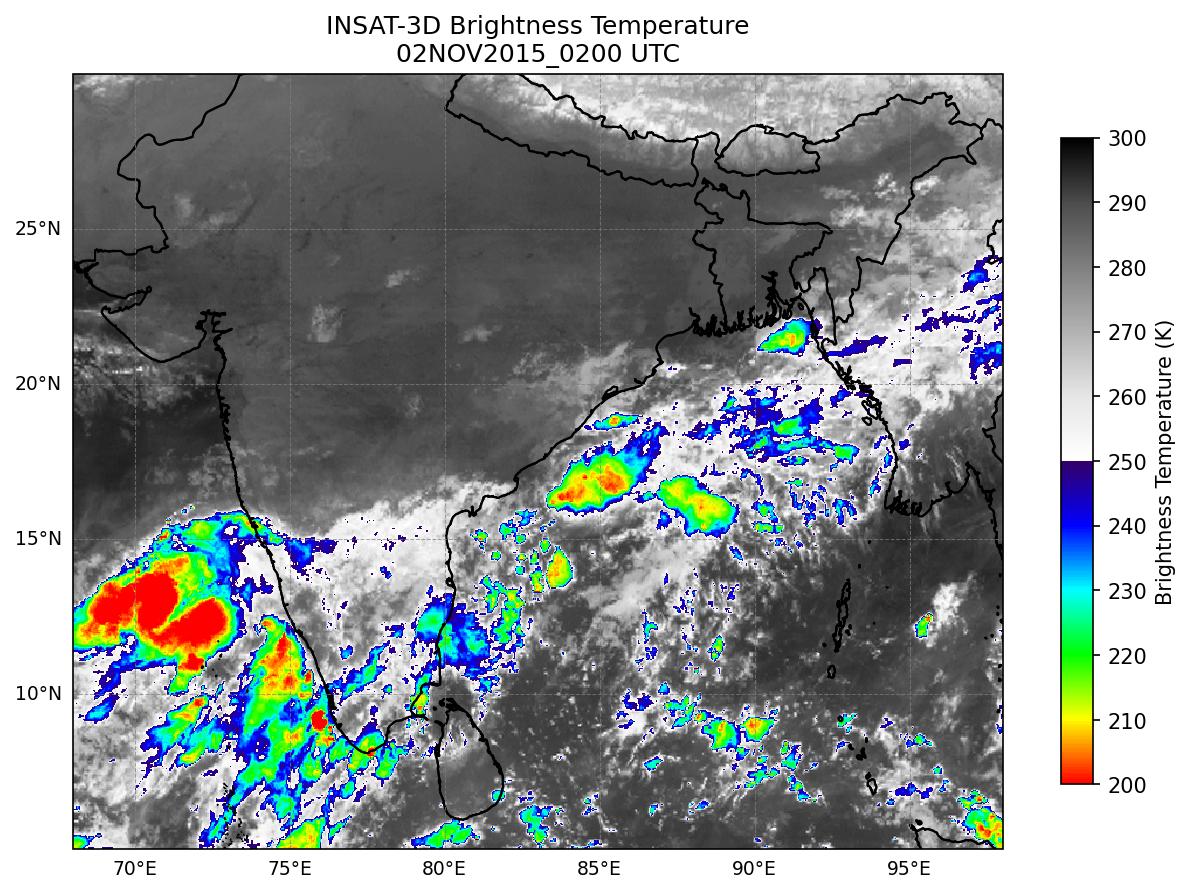 INSAT-3D Brightness Temperature
02NOV2015_0200 UTC
25°N
20°N
15°N
10°N
70°E
75°E
80°E
85°E
90°E
95°E
300
290
280
270
260
250
240
230
220
210
200
Brightness Temperature (K)